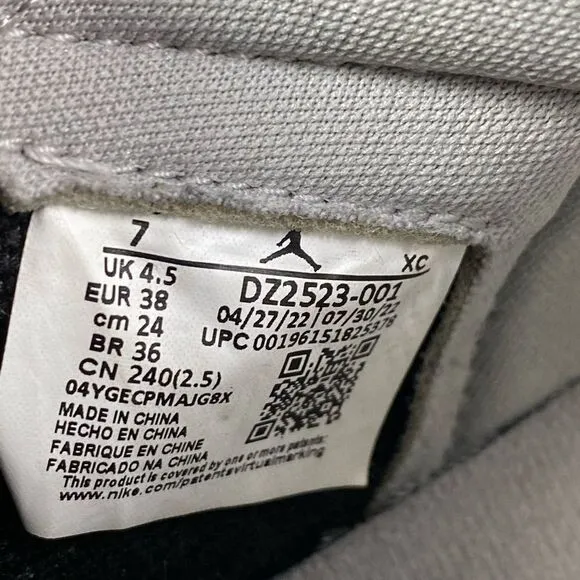 7 XC
UK 4.5
EUR 38
cm 24
BR 36
CN 240(2.5)
DZ2523-001
04/27/22 07/30/22
UPC 00196151825378
04YGECPMAJG8X
MADE IN CHINA
HECHO EN CHINA
FABRIQUE EN CHINE
FABRICADO NA CHINA
This product is covered by one or more patents.
www.nike.com/patentsvirtualmarking